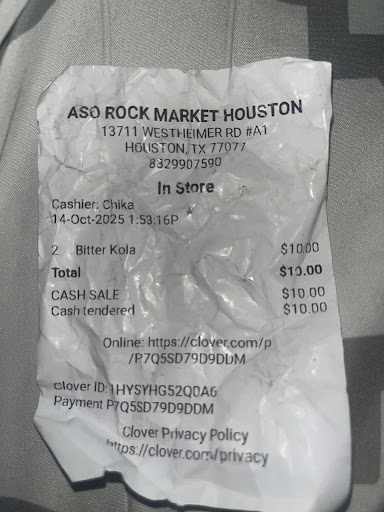 ASO ROCK MARKET HOUSTON
13711 WESTHEIMER RD #A1
HOUSTON, TX 77077
8329907590
In Store
Cashier: Chika
14-Oct-2025 1:53:16P
2 Bitter Kola $10.00
Total $10.00
CASH SALE $10.00
Cash tendered $10.00
Online: https://clover.com/p
/P7Q5SD79D9DDM
Clover ID: 1HYSYHG52Q0A6
Payment P7Q5SD79D9DDM
Clover Privacy Policy
https://clover.com/privacy